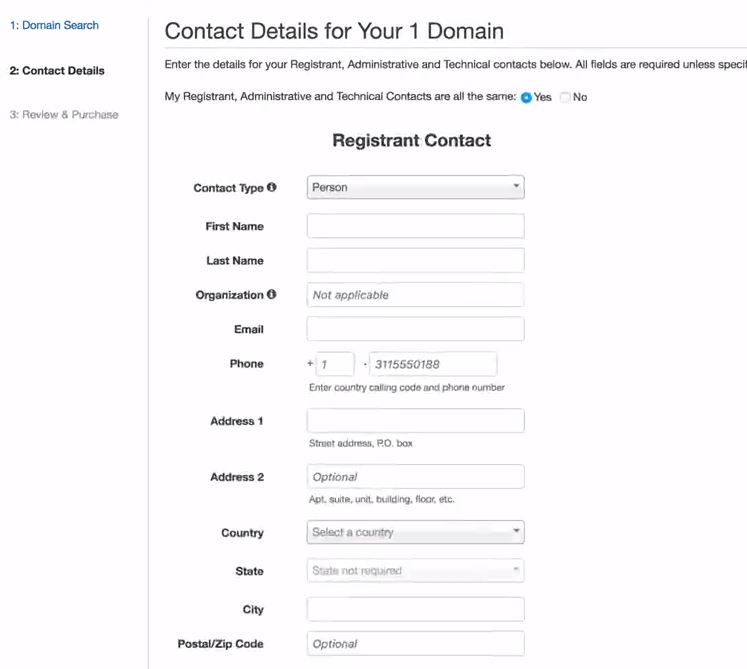 1: Domain Search
2: Contact Details
3: Review & Purchase
Contact Details for Your 1 Domain
Enter the details for your Registrant, Administrative and Technical contacts below. All fields are required unless
My Registrant, Administrative and Technical Contacts are all the same: Yes No
Registrant Contact
Contact Type Person
First Name
Last Name
Organization Not applicable
Email
Phone + 1 - 3115550188
Enter country calling code and phone number
Address 1
Street address, P.O. box
Address 2 Optional
Apt, suite, unit, building, floor, etc.
Country Select a country
State State not required
City
Postal/Zip Code Optional